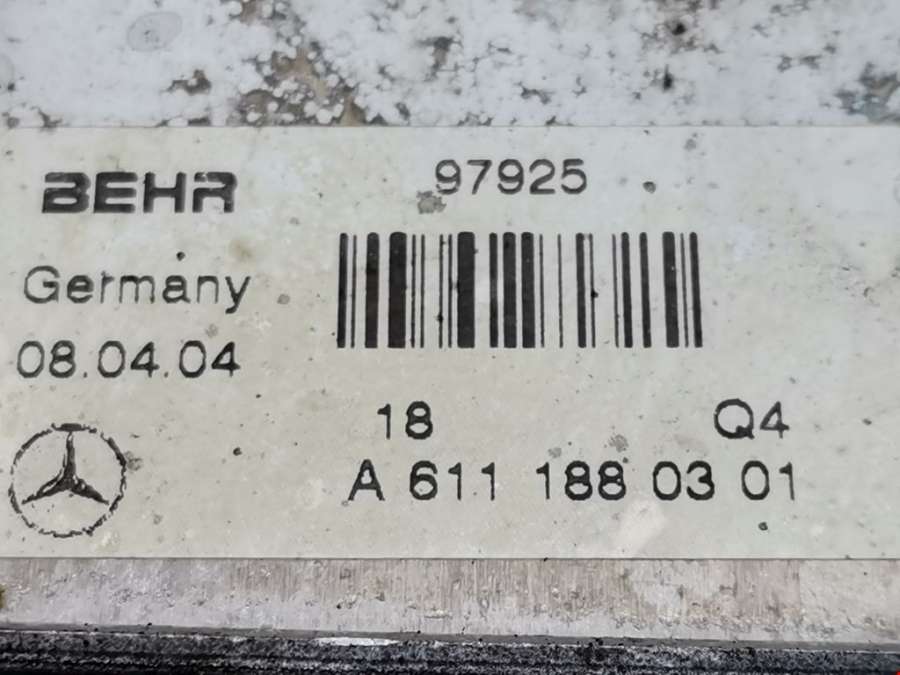 BEHR 97925
Germany
08.04.04
18 Q4
A 611 188 03 01